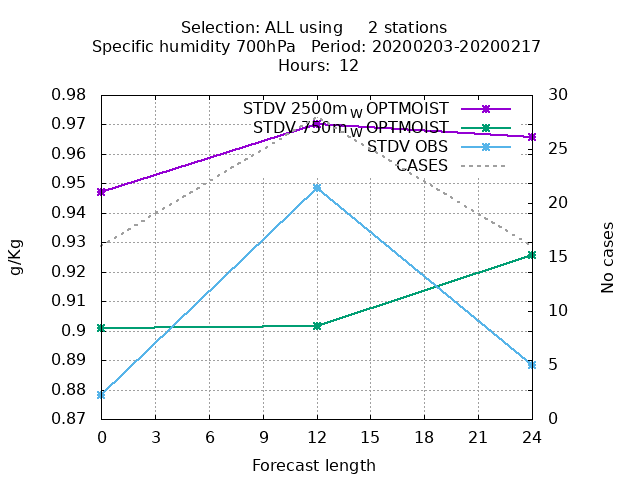 Selection: ALL using 2 stations
Specific humidity 700hPa Period: 20200203-20200217
Hours: 12
STDV 2500m_W OPTMOIST
STDV 750m_W OPTMOIST
STDV OBS
CASES
0.98
0.97
0.96
0.95
0.94
0.93
0.92
0.91
0.9
0.89
0.88
0.87
g/Kg
30
25
20
15
10
5
0
No cases
0 3 6 9 12 15 18 21 24
Forecast length